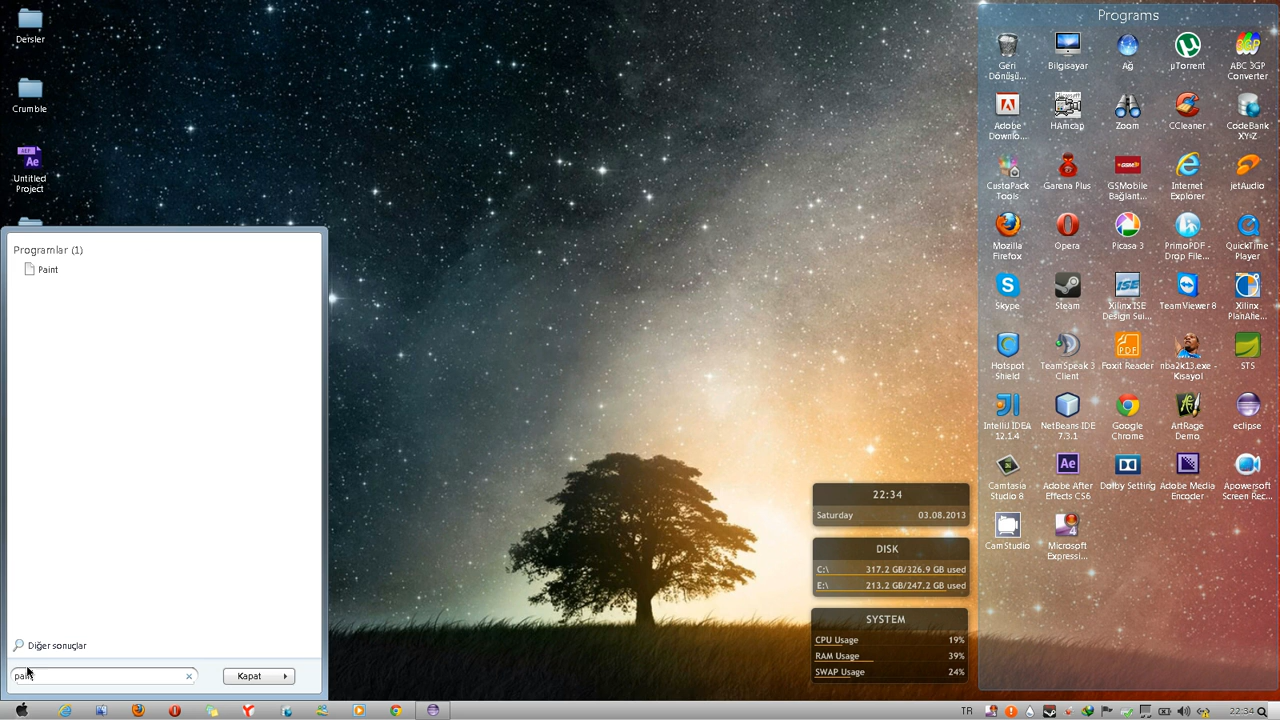 Dersler
Crumble
Untitled
Project
Programlar (1)
Paint
Diğer sonuçlar
Kapat
22:34
Saturday 03.08.2013
DISK
C:\ 317.2 GB/326.9 GB used
E:\ 213.2 GB/247.2 GB used
SYSTEM
CPU Usage 19%
RAM Usage 39%
SWAP Usage 24%
Programs
Geri Dönüşü...
Bilgisayar
Ağ
µTorrent
ABC 3GP Converter
Adobe Downlo...
HAmcap
Zoom
CCleaner
CodeBank XY-Z
CustoPack Tools
Garena Plus
GSMobile Bağlant...
Internet Explorer
jetAudio
Mozilla Firefox
Opera
Picasa 3
PrimoPDF - Drop File...
QuickTime Player
Skype
Steam
Xilinx ISE Design Sui...
TeamViewer 8
Xilinx PlanAhe...
Hotspot Shield
TeamSpeak 3 Client
Foxit Reader
nba2k13.exe - Kısayol
STS
IntelliJ IDEA 12.1.4
NetBeans IDE 7.3.1
Google Chrome
ArtRage Demo
eclipse
Camtasia Studio 8
Adobe After Effects CS6
Dolby Setting
Adobe Media Encoder
Apowersoft Screen Rec...
CamStudio
Microsoft Expressi...
TR
22:34